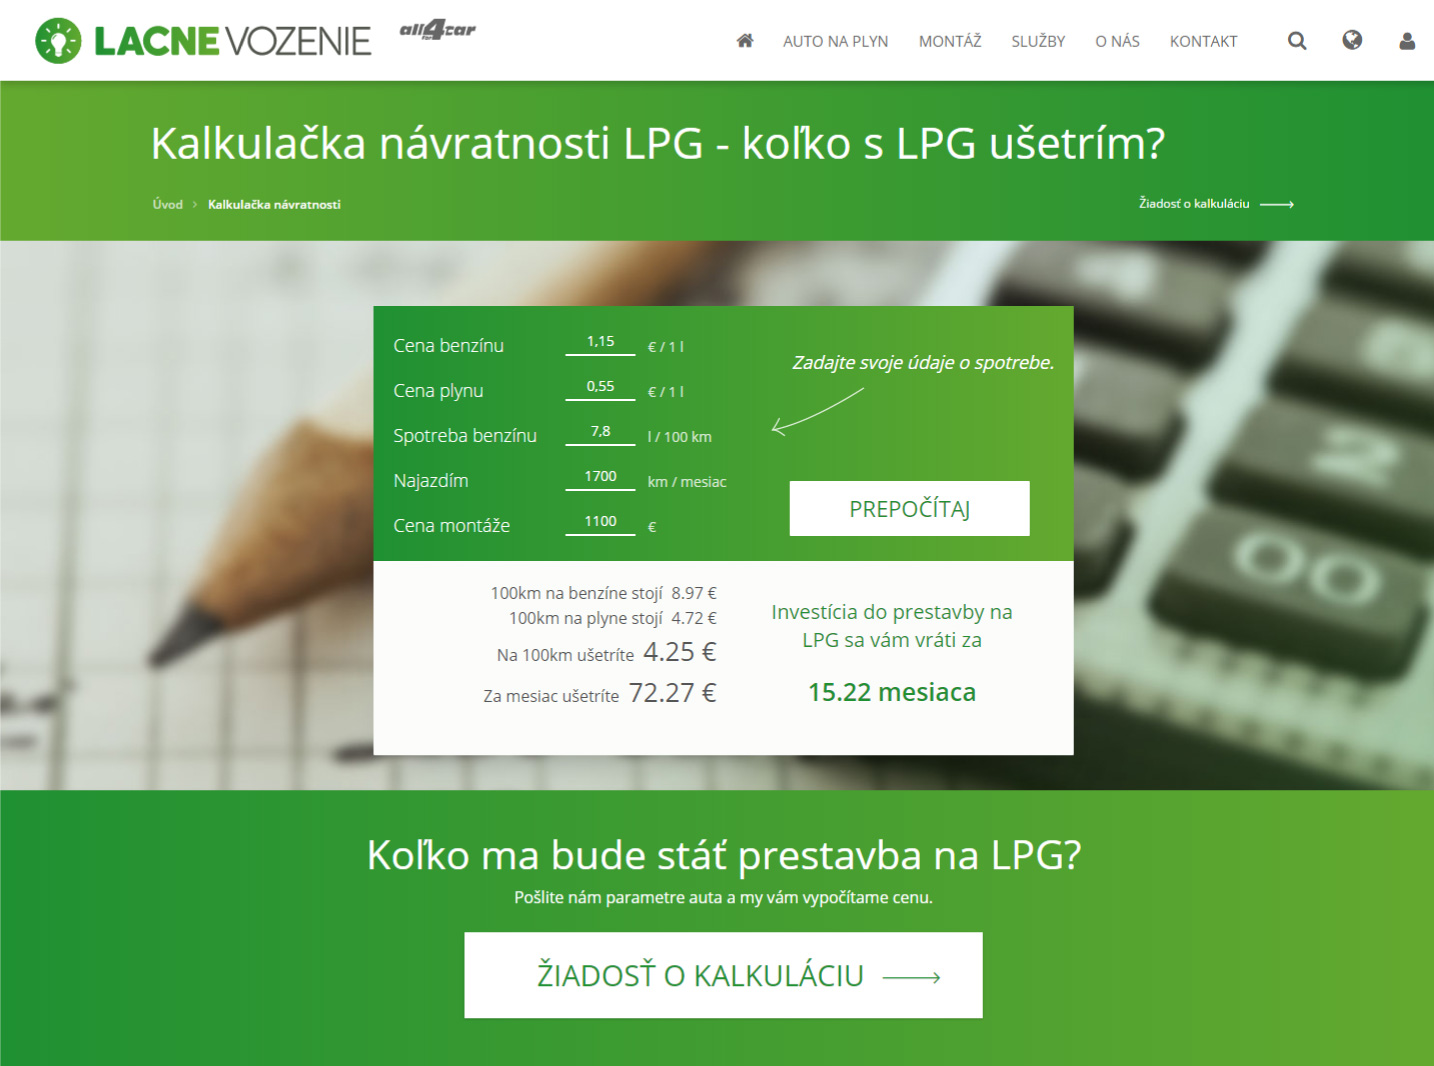 LACNE VOZENIE
all4car
AUTO NA PLYN
MONTÁŽ
SLUŽBY
O NÁS
KONTAKT
Kalkulačka návratnosti LPG - koľko s LPG ušetrím?
Úvod > Kalkulačka návratnosti
Žiadosť o kalkuláciu
Cena benzínu 1,15 € / 1 l
Cena plynu 0,55 € / 1 l
Spotreba benzínu 7,8 l / 100 km
Najazdím 1700 km / mesiac
Cena montáže 1100 €
Zadajte svoje údaje o spotrebe.
PREPOČÍTAJ
100km na benzíne stojí 8.97 €
100km na plyne stojí 4.72 €
Na 100km ušetríte 4.25 €
Za mesiac ušetríte 72.27 €
Investícia do prestavby na
LPG sa vám vráti za
15.22 mesiaca
2
00
Koľko ma bude stáť prestavba na LPG?
Pošlite nám parametre auta a my vám vypočítame cenu.
ŽIADOSŤ O KALKULÁCIU